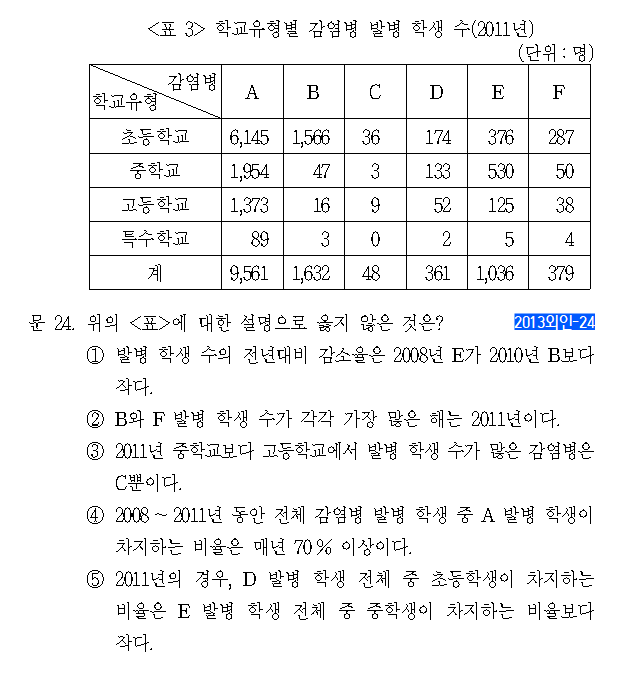 <표 3> 학교유형별 감염병 발병 학생 수(2011년)
(단위 : 명)
감염병
학교유형 A B C D E F
초등학교 6,145 1,566 36 174 376 287
중학교 1,954 47 3 133 530 50
고등학교 1,373 16 9 52 125 38
특수학교 89 3 0 2 5 4
계 9,561 1,632 48 361 1,036 379
문 24. 위의 <표>에 대한 설명으로 옳지 않은 것은? 2013외인-24
① 발병 학생 수의 전년대비 감소율은 2008년 E가 2010년 B보다
작다.
② B와 F 발병 학생 수가 각각 가장 많은 해는 2011년이다.
③ 2011년 중학교보다 고등학교에서 발병 학생 수가 많은 감염병은
C뿐이다.
④ 2008 ~ 2011년 동안 전체 감염병 발병 학생 중 A 발병 학생이
차지하는 비율은 매년 70 % 이상이다.
⑤ 2011년의 경우, D 발병 학생 전체 중 초등학생이 차지하는
비율은 E 발병 학생 전체 중 중학생이 차지하는 비율보다
작다.